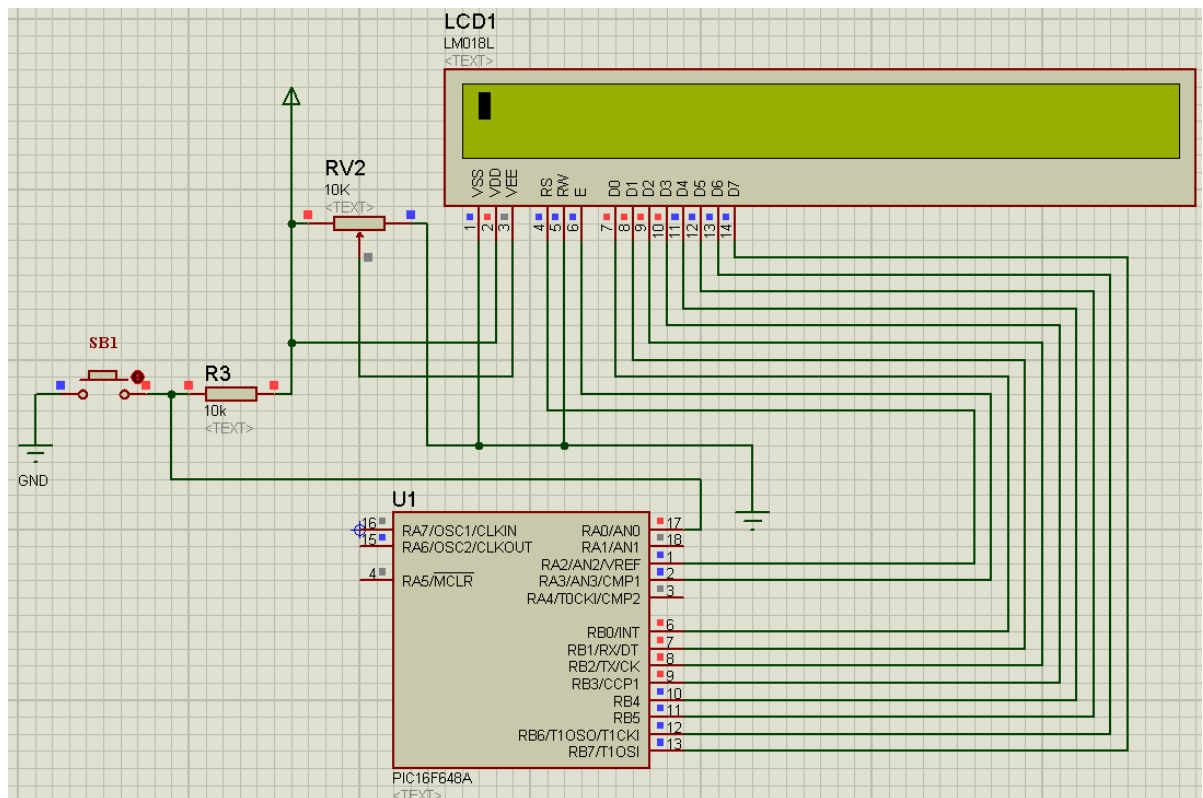 LCD1
LM018L
<TEXT>
RV2
10K
<TEXT>
VSS
VDD
VEE
RS
RW
E
D0
D1
D2
D3
D4
D5
D6
D7
1
2
3
4
5
6
7
8
9
10
11
12
13
14
SB1
R3
10k
<TEXT>
GND
U1
16 RA7/OSC1/CLKIN
15 RA6/OSC2/CLKOUT
4 RA5/MCLR
RA0/AN0 17
RA1/AN1 18
RA2/AN2/VREF 1
RA3/AN3/CMP1 2
RA4/T0CKI/CMP2 3
RB0/INT 6
RB1/RX/DT 7
RB2/TX/CK 8
RB3/CCP1 9
RB4 10
RB5 11
RB6/T1OSO/T1CKI 12
RB7/T1OSI 13
PIC16F648A
<TEXT>